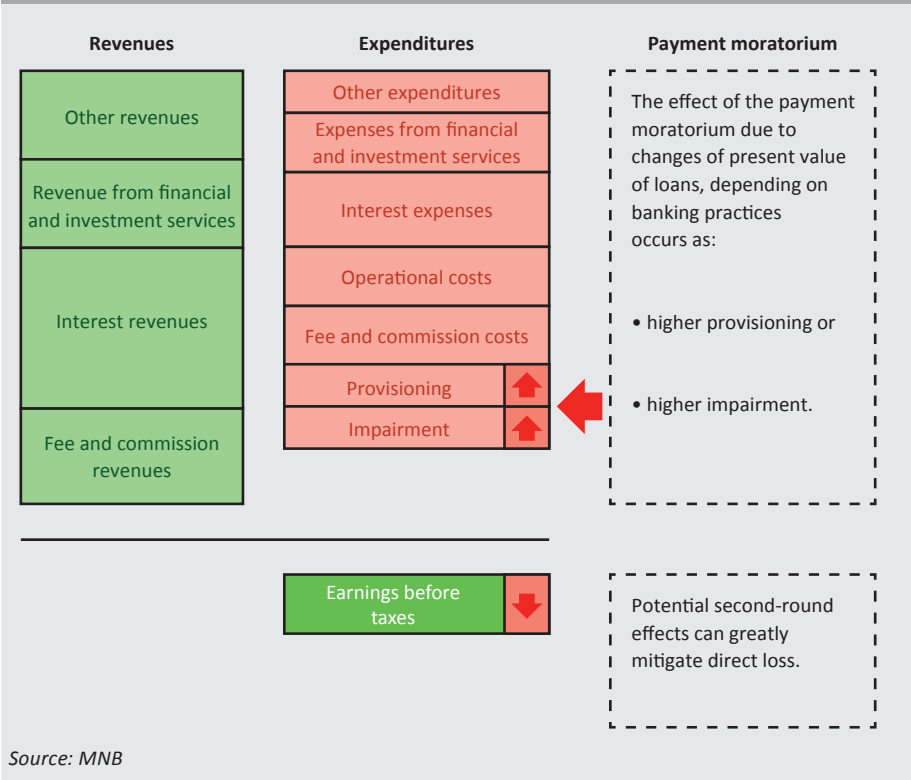 Revenues
Other revenues
Revenue from financial
and investment services
Interest revenues
Fee and commission
revenues
Expenditures
Other expenditures
Expenses from financial
and investment services
Interest expenses
Operational costs
Fee and commission costs
Provisioning
Impairment
Payment moratorium
The effect of the payment
moratorium due to
changes of present value
of loans, depending on
banking practices
occurs as:
• higher provisioning or
• higher impairment.
Earnings before
taxes
Potential second-round
effects can greatly
mitigate direct loss.
Source: MNB